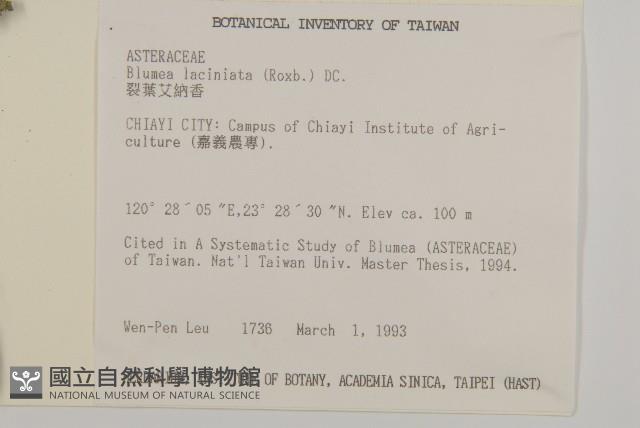 BOTANICAL INVENTORY OF TAIWAN
ASTERACEAE
Blumea laciniata (Roxb.) DC.
裂葉艾納香
CHIAYI CITY: Campus of Chiayi Institute of Agri-
culture (嘉義農專).
120° 28´05 ″E,23° 28´30 ″N. Elev ca. 100 m
Cited in A Systematic Study of Blumea (ASTERACEAE)
of Taiwan. Nat'l Taiwan Univ. Master Thesis, 1994.
Wen-Pen Leu 1736 March 1, 1993
OF BOTANY, ACADEMIA SINICA, TAIPEI (HAST)
國立自然科學博物館
NATIONAL MUSEUM OF NATURAL SCIENCE